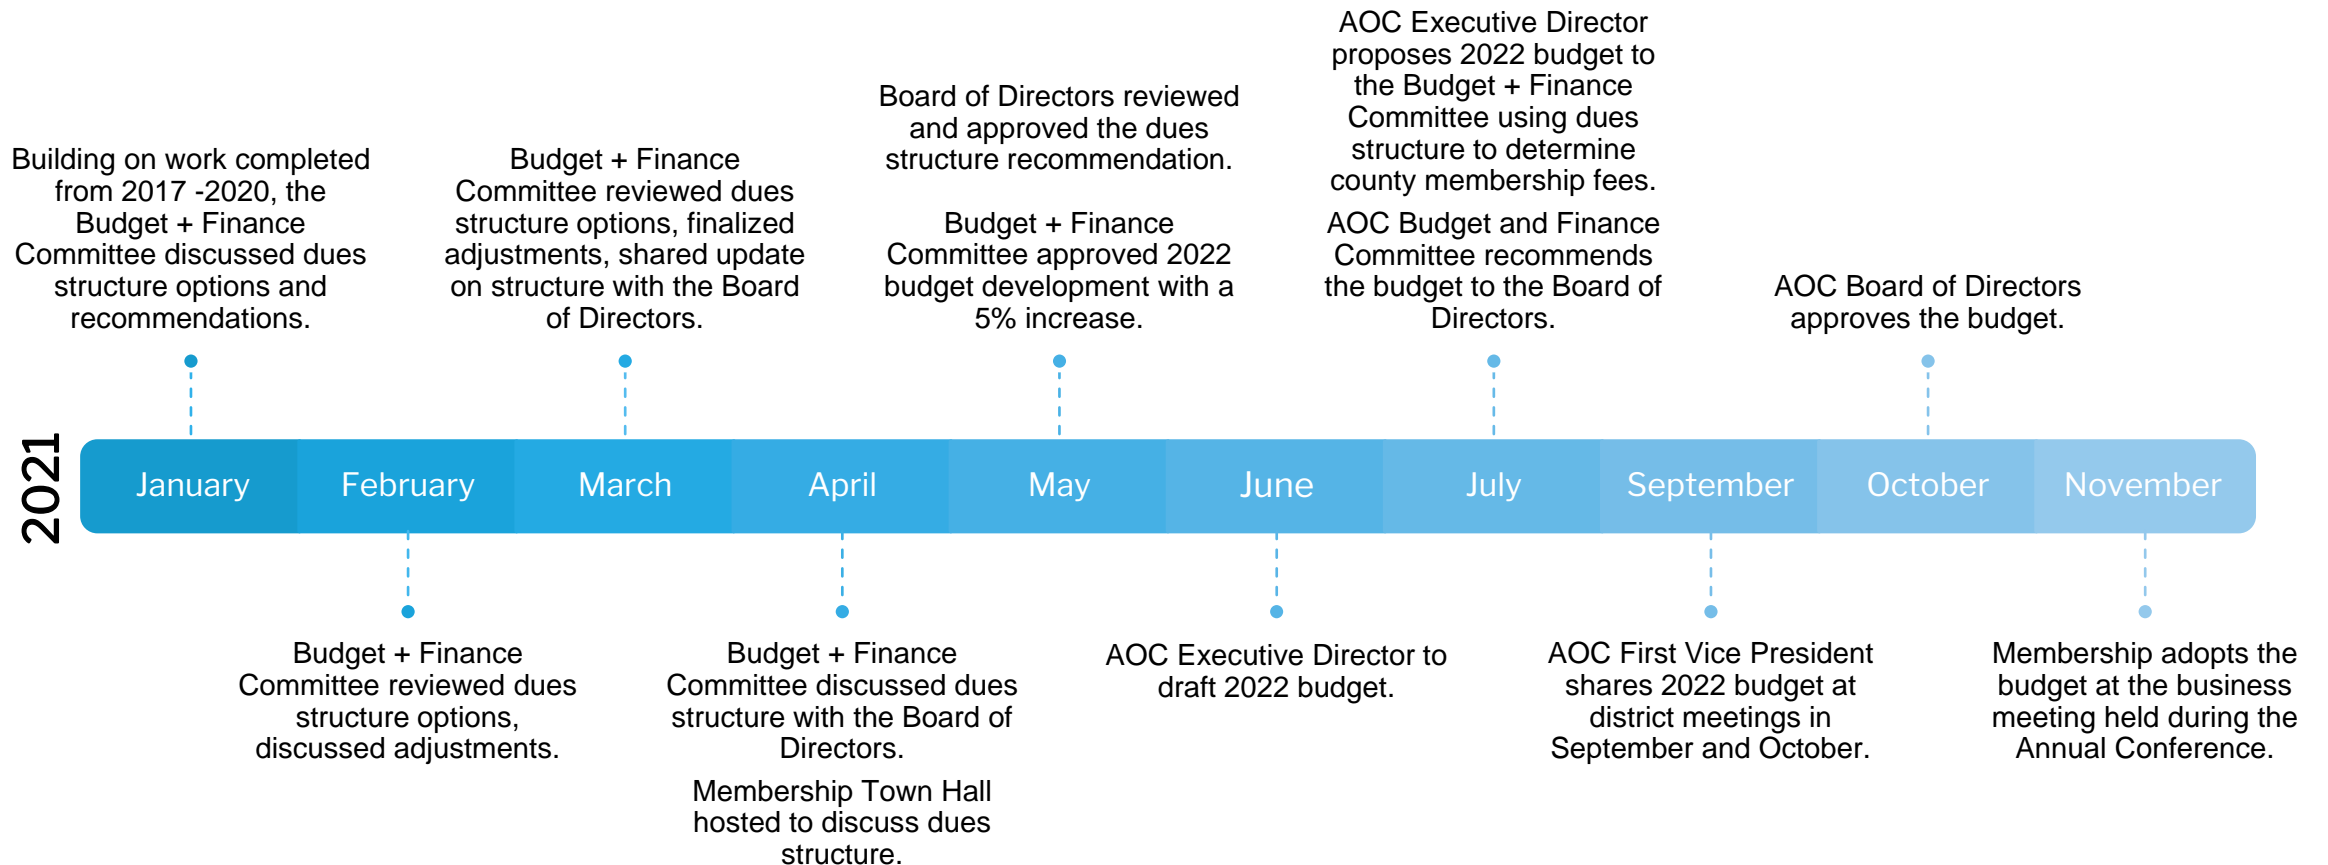 Building on work completed
from 2017 -2020, the
Budget + Finance
Committee discussed dues
structure options and
recommendations.
Budget + Finance
Committee reviewed dues
structure options, finalized
adjustments, shared update
on structure with the Board
of Directors.
Board of Directors reviewed
and approved the dues
structure recommendation.
Budget + Finance
Committee approved 2022
budget development with a
5% increase.
AOC Executive Director
proposes 2022 budget to
the Budget + Finance
Committee using dues
structure to determine
county membership fees.
AOC Budget and Finance
Committee recommends
the budget to the Board of
Directors.
AOC Board of Directors
approves the budget.
2021
January
February
March
April
May
June
July
September
October
November
Budget + Finance
Committee reviewed dues
structure options,
discussed adjustments.
Budget + Finance
Committee discussed dues
structure with the Board of
Directors.
Membership Town Hall
hosted to discuss dues
structure.
AOC Executive Director to
draft 2022 budget.
AOC First Vice President
shares 2022 budget at
district meetings in
September and October.
Membership adopts the
budget at the business
meeting held during the
Annual Conference.